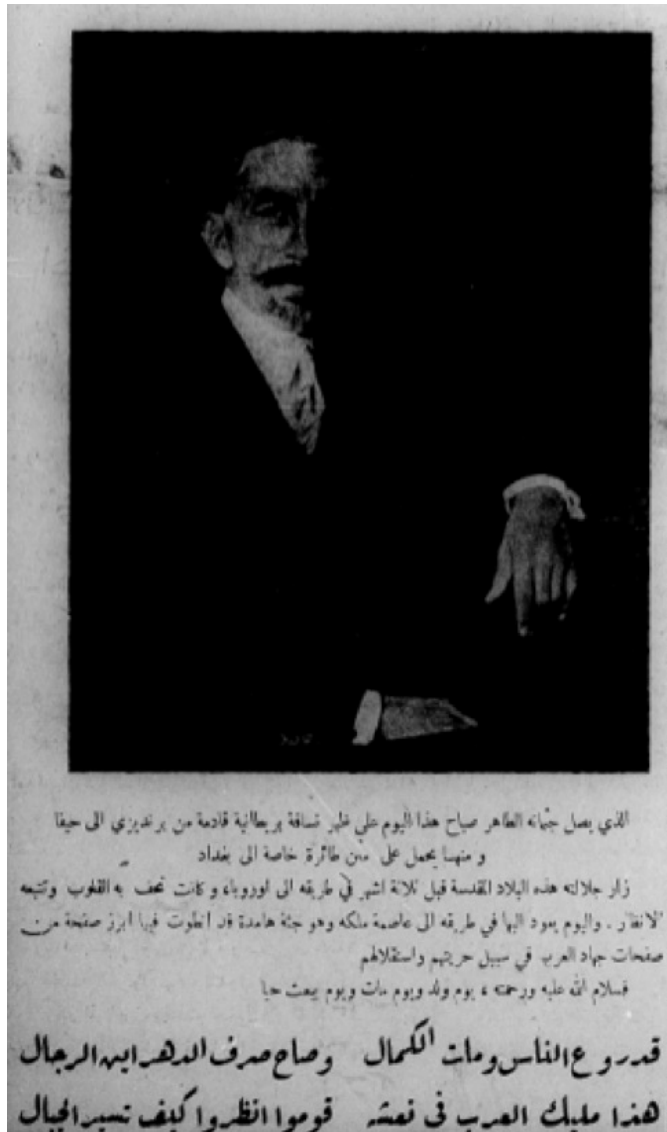 الذي يصل جثمانه الطاهر صباح هذا اليوم على ظهر نسافة بريطانية قادمة من برنديزي الى حيفا
ومنها يحمل على متن طائرة خاصة الى بغداد
زار جلالته هذه البلاد المقدسة قبل ثلاثة اشهر في طريقه الى اوروبا، وكانت تحف به القلوب وتتبعه
الانظار . واليوم يعود اليها في طريقه الى عاصمة ملكه وهو جثة هامدة قد انطوت فيها ابرز صفحة من
صفحات جهاد العرب في سبيل حريتهم واستقلالهم
فسلام الله عليه ورحمته ، يوم ولد ويوم مات ويوم يبعث حيا
قد روع الناس ومات الكمال وصاح صرف الدهر اين الرجال
هذا مليك العرب في نعشه قوموا انظروا كيف تسير الجبال